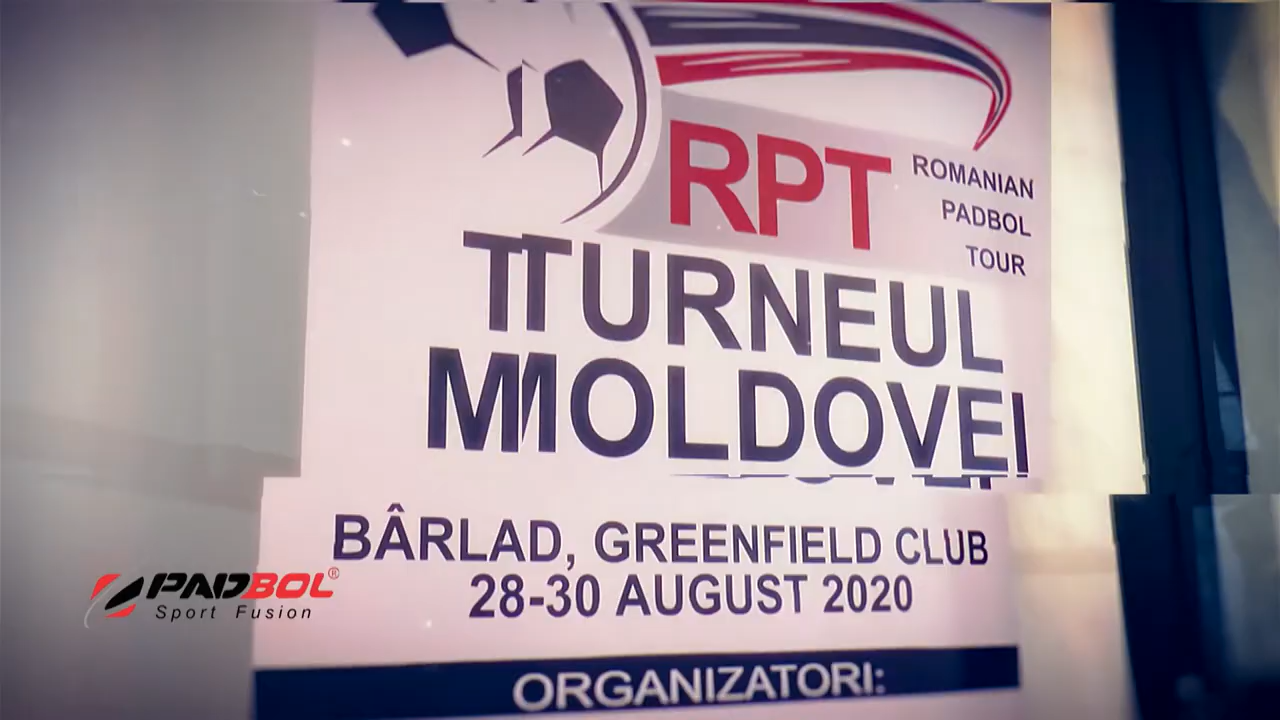 RPT
ROMANIAN
PADBOL
TOUR
TURNEUL
MOLDOVEI
BÂRLAD, GREENFIELD CLUB
28-30 AUGUST 2020
PADBOL®
Sport Fusion
ORGANIZATORI: